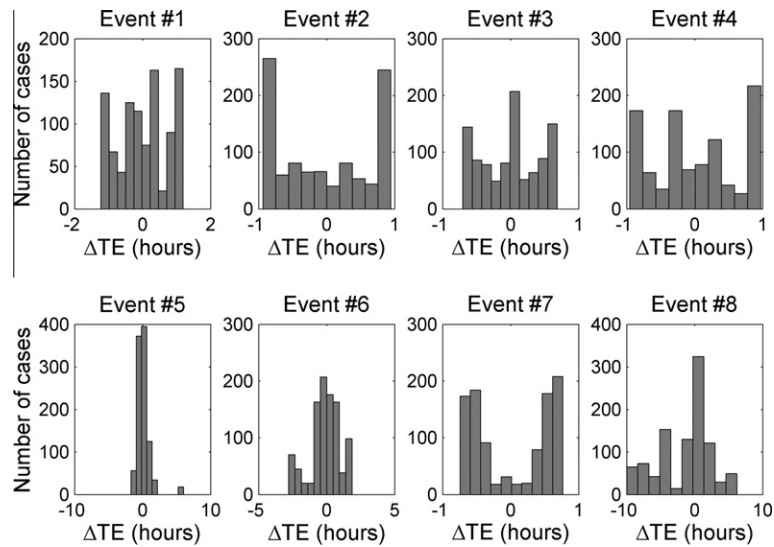 Event #1 Event #2 Event #3 Event #4
Number of cases
200 300 300 300
150
200 200 200
100
100 100 100
50
0 0 0 0
-2 0 2 -1 0 1 -1 0 1 -1 0 1
ΔTE (hours) ΔTE (hours) ΔTE (hours) ΔTE (hours)
Event #5 Event #6 Event #7 Event #8
Number of cases
400 300 300 400
300 300
200 200
200 200
100 100
100 100
0 0 0 0
-10 0 10 -5 0 5 -1 0 1 -10 0 10
ΔTE (hours) ΔTE (hours) ΔTE (hours) ΔTE (hours)